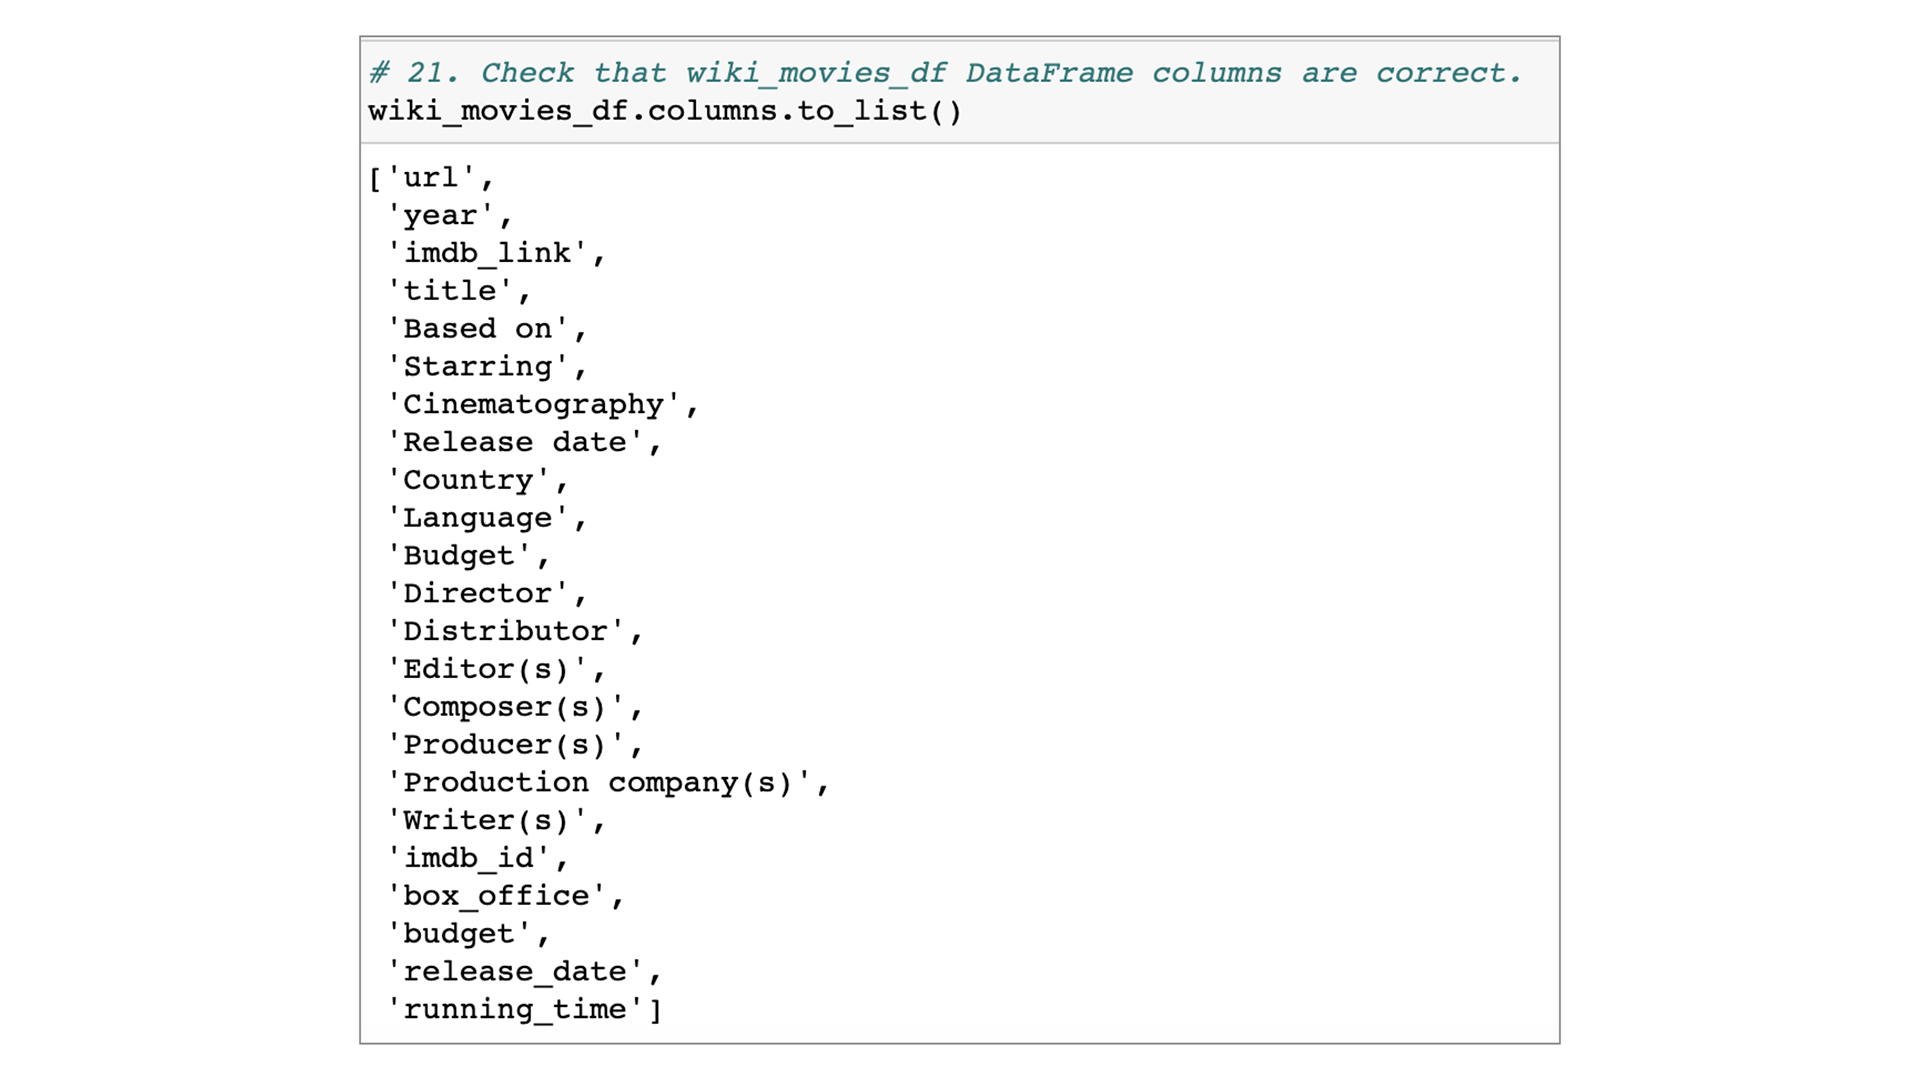 # 21. Check that wiki_movies_df DataFrame columns are correct.
wiki_movies_df.columns.to_list()
['url',
 'year',
 'imdb_link',
 'title',
 'Based on',
 'Starring',
 'Cinematography',
 'Release date',
 'Country',
 'Language',
 'Budget',
 'Director',
 'Distributor',
 'Editor(s)',
 'Composer(s)',
 'Producer(s)',
 'Production company(s)',
 'Writer(s)',
 'imdb_id',
 'box_office',
 'budget',
 'release_date',
 'running_time']